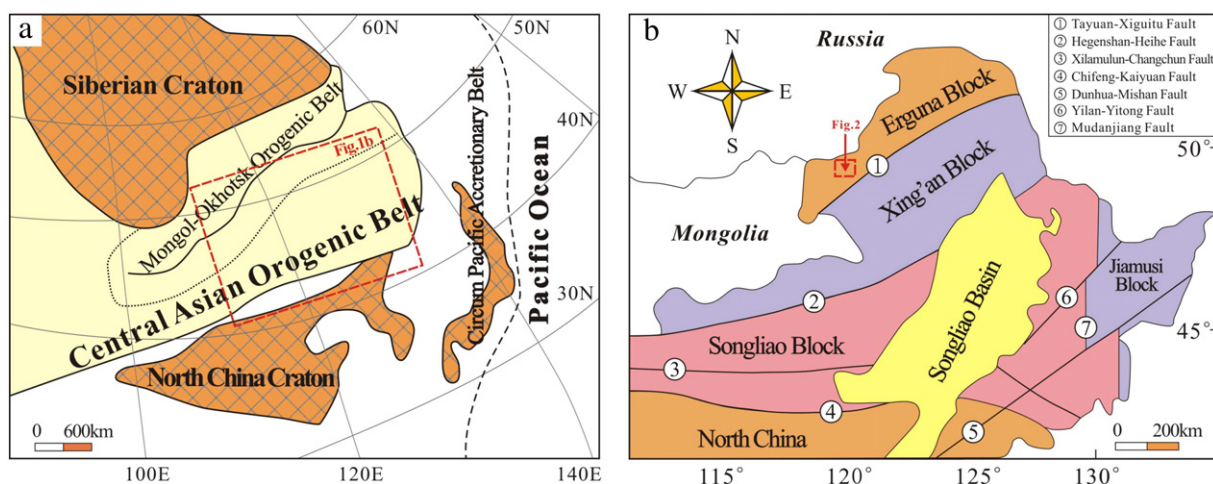 a
60N
50N
40N
30N
Siberian Craton
Mongol-Okhotsk Orogenic Belt
Fig.1b
Central Asian Orogenic Belt
North China Craton
Circum Pacific Accretionary Belt
Pacific Ocean
0 600km
100E 120E 140E
b
N
W E
S
Russia
Mongolia
Fig.2
Erguna Block
Xing'an Block
Songliao Basin
Songliao Block
Jiamusi
Block
North China
① Tayuan-Xiguitu Fault
② Hegenshan-Heihe Fault
③ Xilamulun-Changchun Fault
④ Chifeng-Kaiyuan Fault
⑤ Dunhua-Mishan Fault
⑥ Yilan-Yitong Fault
⑦ Mudanjiang Fault
①
②
③
④
⑤
⑥
⑦
50°
45°
0 200km
115° 120° 125° 130°